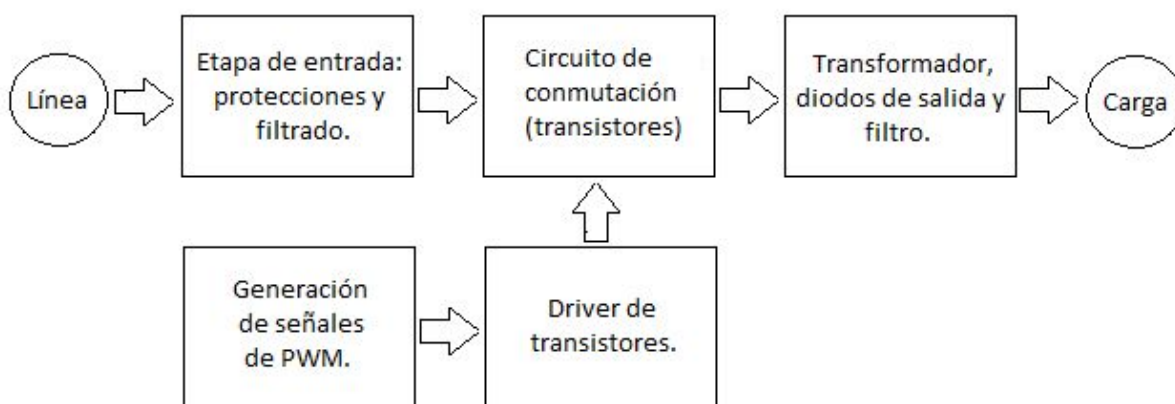 Línea
Etapa de entrada:
protecciones y
filtrado.
Circuito de
conmutación
(transistores)
Transformador,
diodos de salida y
filtro.
Carga
Generación
de señales
de PWM.
Driver de
transistores.